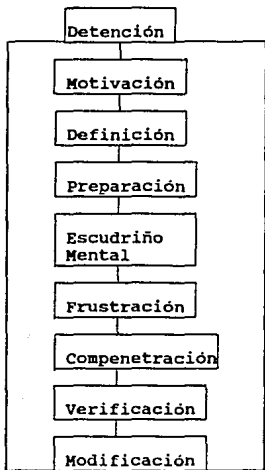 Detención
Motivación
Definición
Preparación
Escudriño
Mental
Frustración
Compenetración
Verificación
Modificación